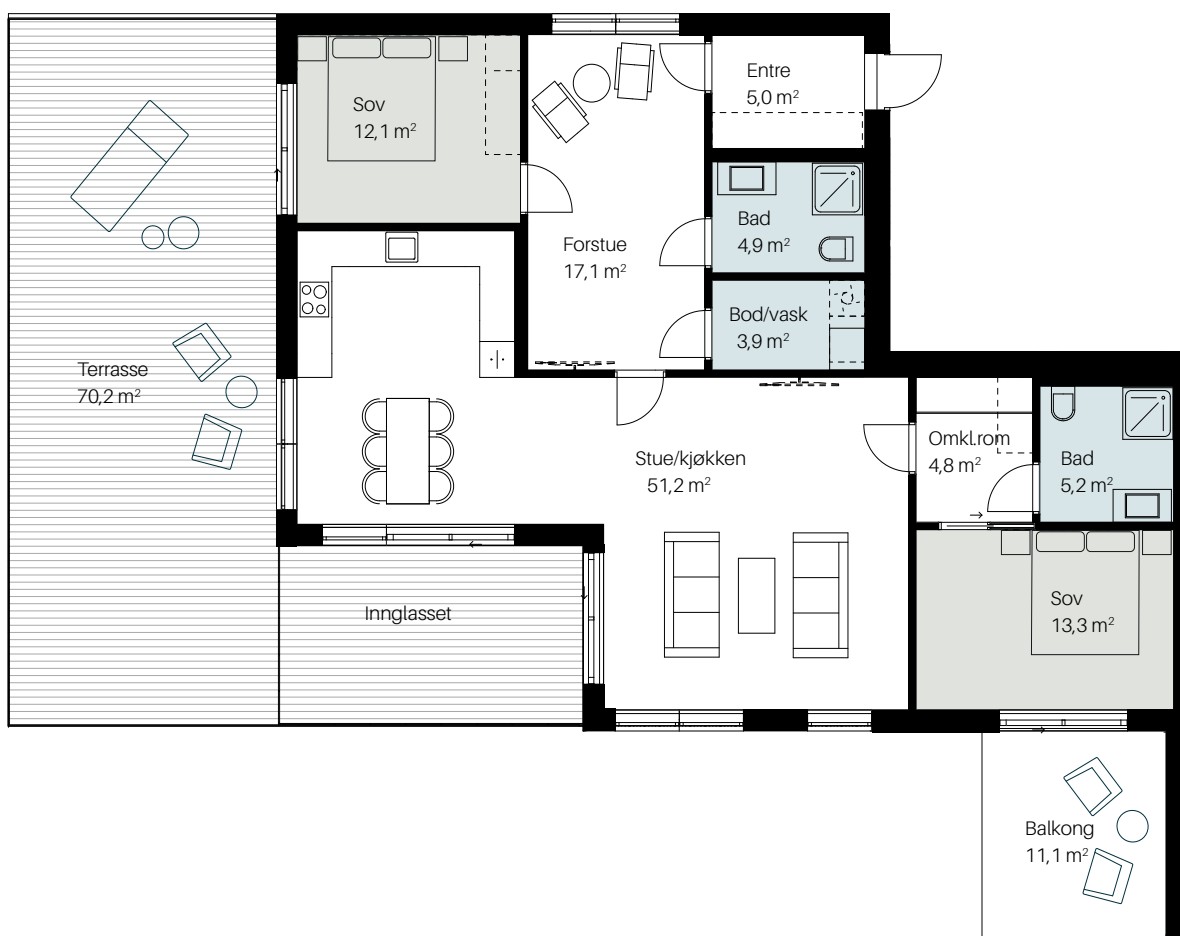 Entre
5,0 m²
Sov
12,1 m²
Bad
4,9 m²
Forstue
17,1 m²
Bod/vask
3,9 m²
Terrasse
70,2 m²
Stue/kjøkken
51,2 m²
Omkl.rom
4,8 m²
Bad
5,2 m²
Innglasset
Sov
13,3 m²
Balkong
11,1 m²